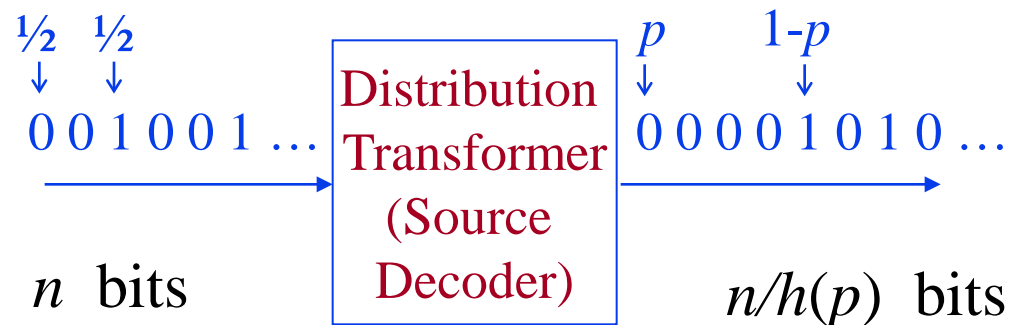 ½ ½
0 0 1 0 0 1 …
n bits
Distribution
Transformer
(Source
Decoder)
p 1-p
0 0 0 0 1 0 1 0 …
n/h(p) bits